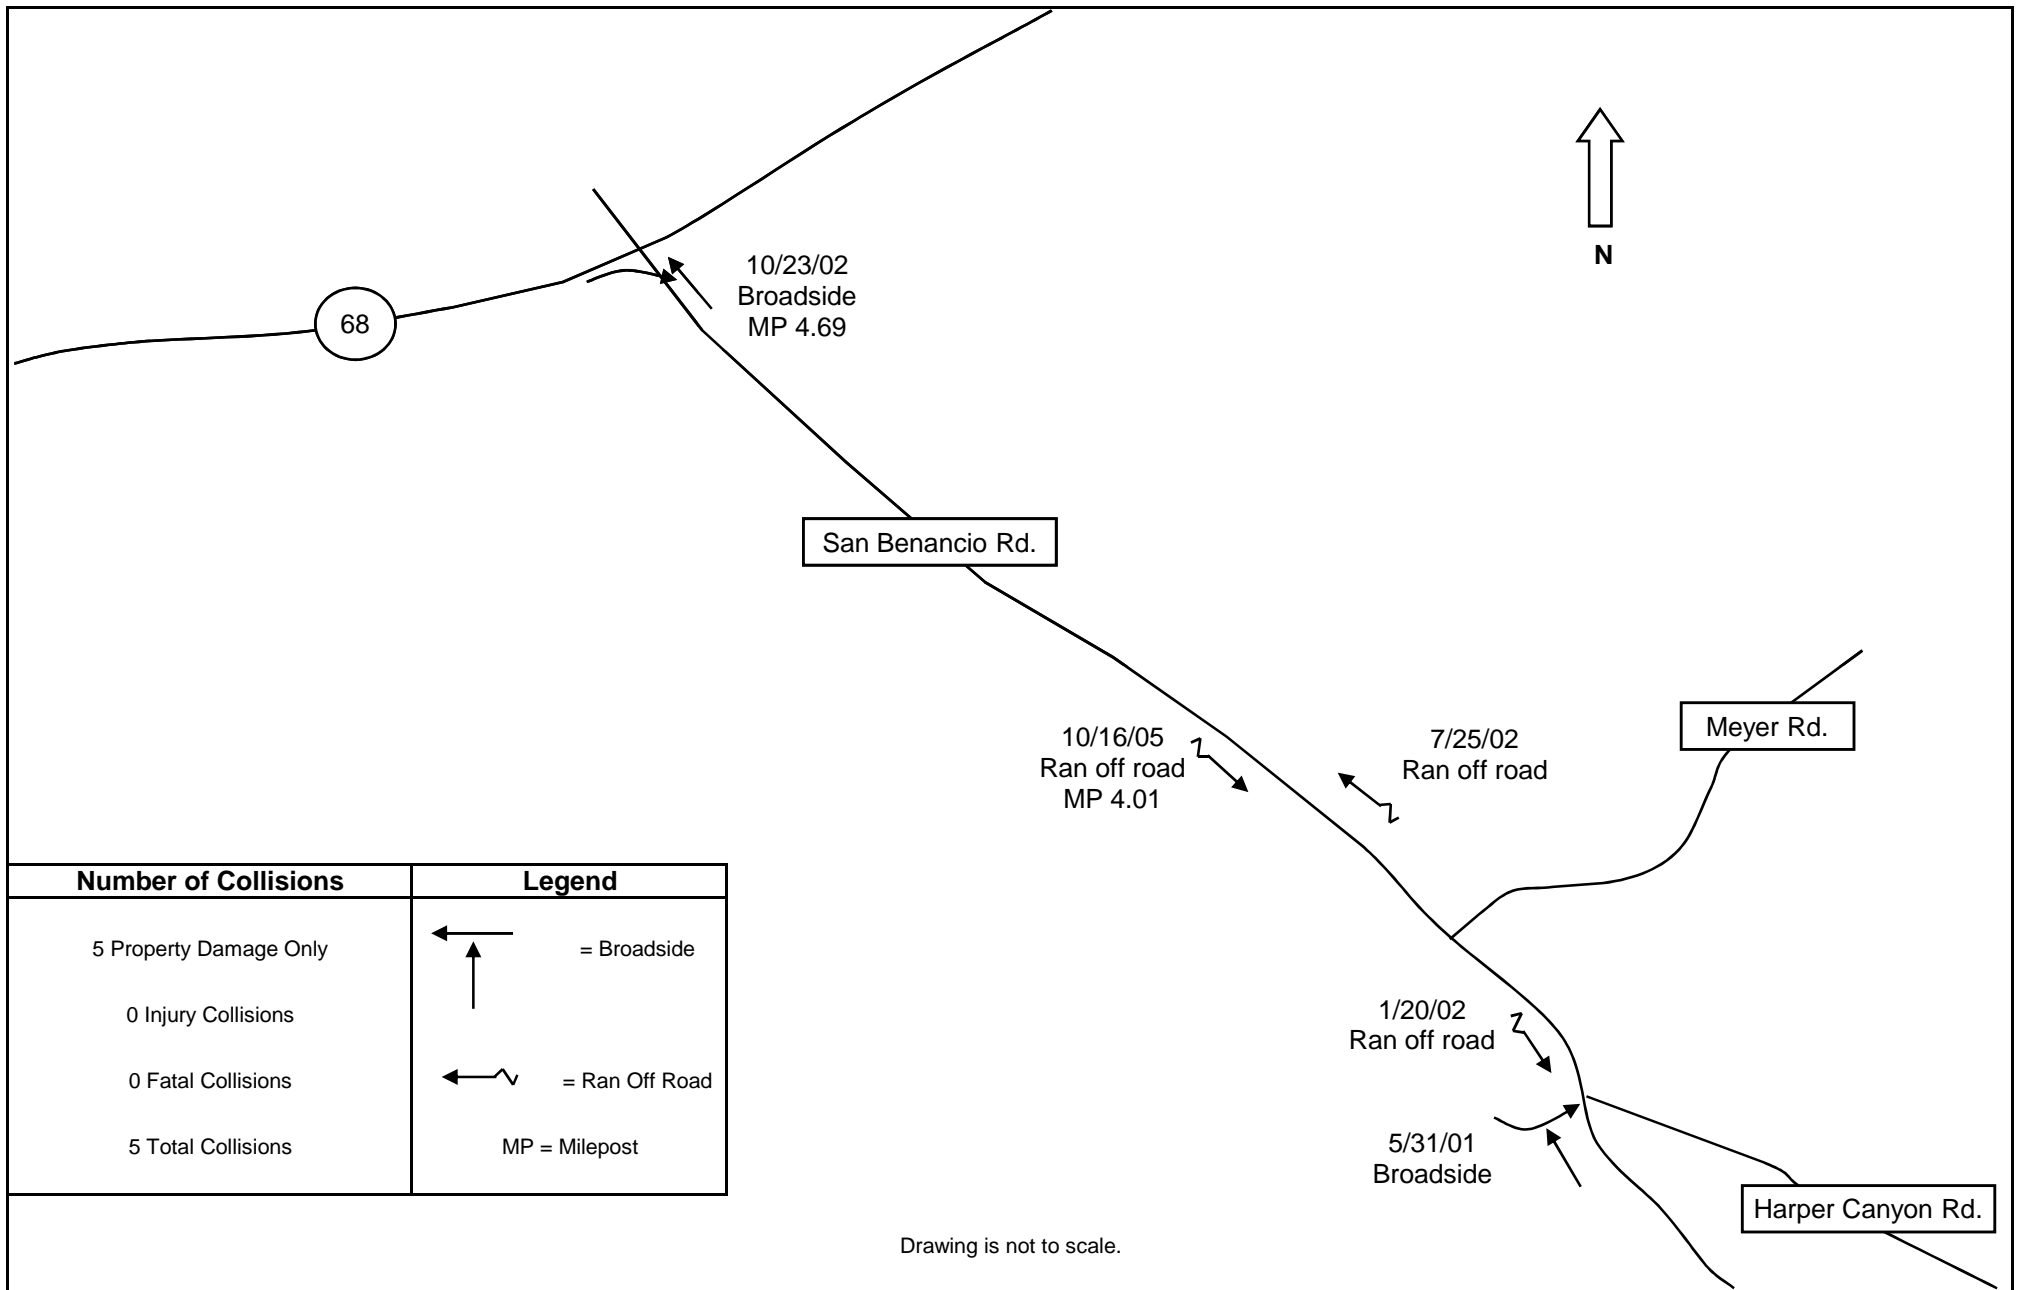 N
10/23/02
Broadside
MP 4.69
68
San Benancio Rd.
Meyer Rd.
10/16/05
Ran off road
MP 4.01
7/25/02
Ran off road
Number of Collisions
5 Property Damage Only
0 Injury Collisions
0 Fatal Collisions
5 Total Collisions
Legend
= Broadside
= Ran Off Road
MP = Milepost
1/20/02
Ran off road
5/31/01
Broadside
Harper Canyon Rd.
Drawing is not to scale.